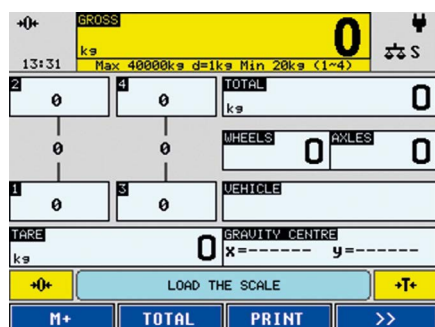 →0← GROSS 0
kg
13:31 Max 40000kg d=1kg Min 20kg (1~4)
S
2 0 4 0 TOTAL 0
kg
0 0 WHEELS 0 AXLES 0
1 0 3 0 VEHICLE
TARE 0 GRAVITY CENTRE
kg x=------ y=------
→0← LOAD THE SCALE →T←
M+ TOTAL PRINT >>